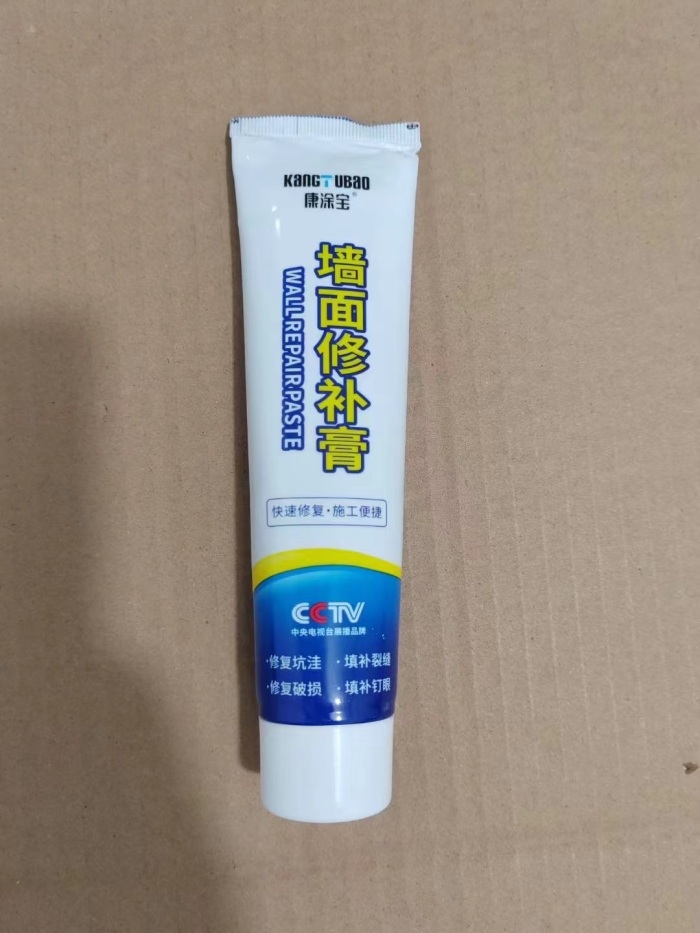 KANGTUBAO
康涂宝®
墙面修补膏
WALL REPAIR PASTE
快速修复·施工便捷
CCTV
中央电视台展播品牌
·修复坑洼 ·填补裂缝
·修复破损 ·填补钉眼